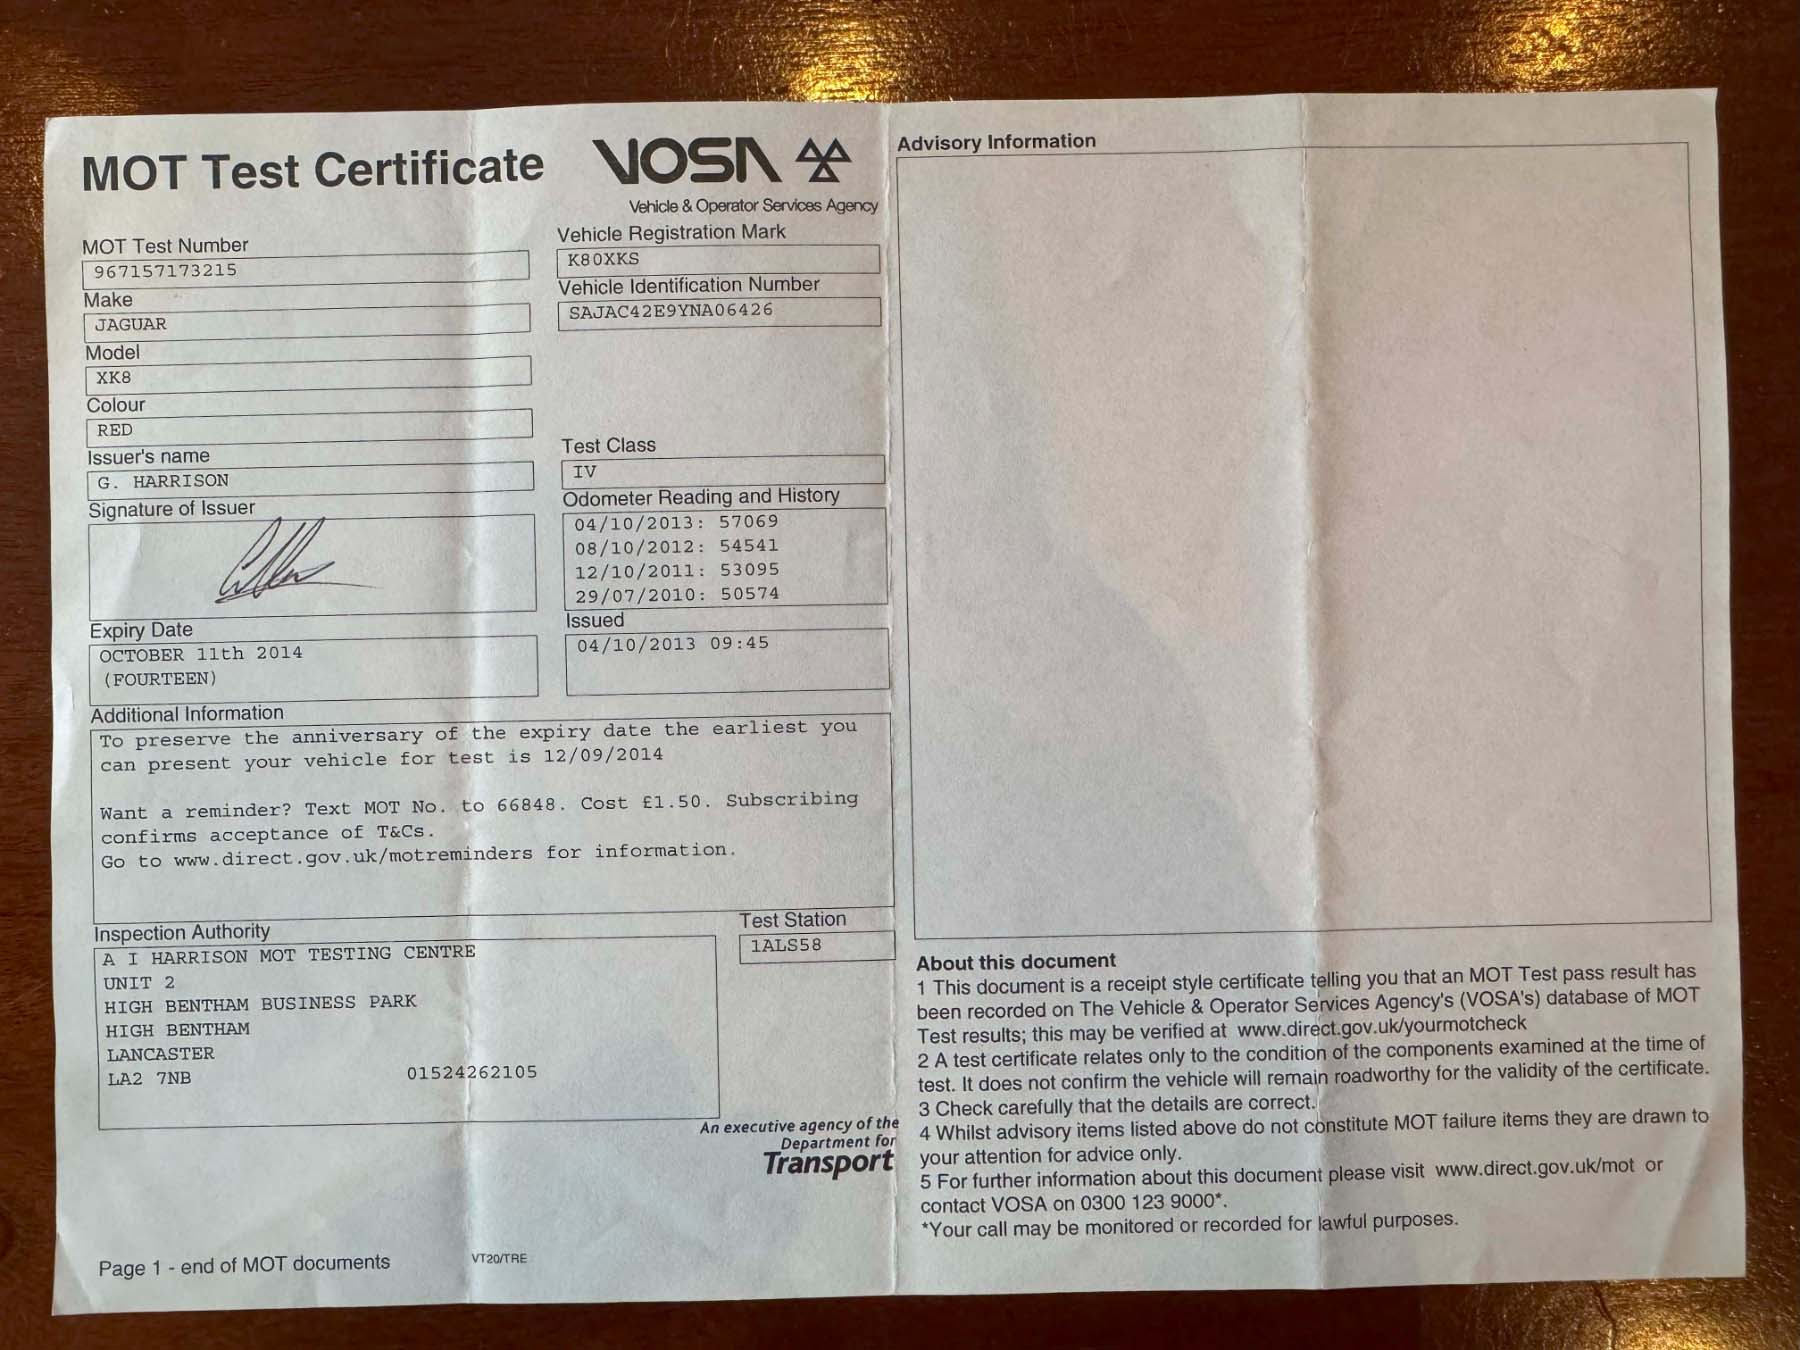 MOT Test Certificate
VOSA
Vehicle & Operator Services Agency
MOT Test Number
967157173215
Make
JAGUAR
Model
XK8
Colour
RED
Issuer's name
G. HARRISON
Signature of Issuer
Expiry Date
OCTOBER 11th 2014
(FOURTEEN)
Vehicle Registration Mark
K80XKS
Vehicle Identification Number
SAJAC42E9YNA06426
Test Class
IV
Odometer Reading and History
04/10/2013: 57069
08/10/2012: 54541
12/10/2011: 53095
29/07/2010: 50574
Issued
04/10/2013 09:45
Additional Information
To preserve the anniversary of the expiry date the earliest you
can present your vehicle for test is 12/09/2014
Want a reminder? Text MOT No. to 66848. Cost £1.50. Subscribing
confirms acceptance of T&Cs.
Go to www.direct.gov.uk/motreminders for information.
Inspection Authority
A I HARRISON MOT TESTING CENTRE
UNIT 2
HIGH BENTHAM BUSINESS PARK
HIGH BENTHAM
LANCASTER
LA2 7NB 01524262105
Test Station
1ALS58
An executive agency of the
Department for
Transport
Page 1 - end of MOT documents
VT20/TRE
Advisory Information
About this document
1 This document is a receipt style certificate telling you that an MOT Test pass result has
been recorded on The Vehicle & Operator Services Agency's (VOSA's) database of MOT
Test results; this may be verified at www.direct.gov.uk/yourmotcheck
2 A test certificate relates only to the condition of the components examined at the time of
test. It does not confirm the vehicle will remain roadworthy for the validity of the certificate.
3 Check carefully that the details are correct.
4 Whilst advisory items listed above do not constitute MOT failure items they are drawn to
your attention for advice only.
5 For further information about this document please visit www.direct.gov.uk/mot or
contact VOSA on 0300 123 9000*.
*Your call may be monitored or recorded for lawful purposes.